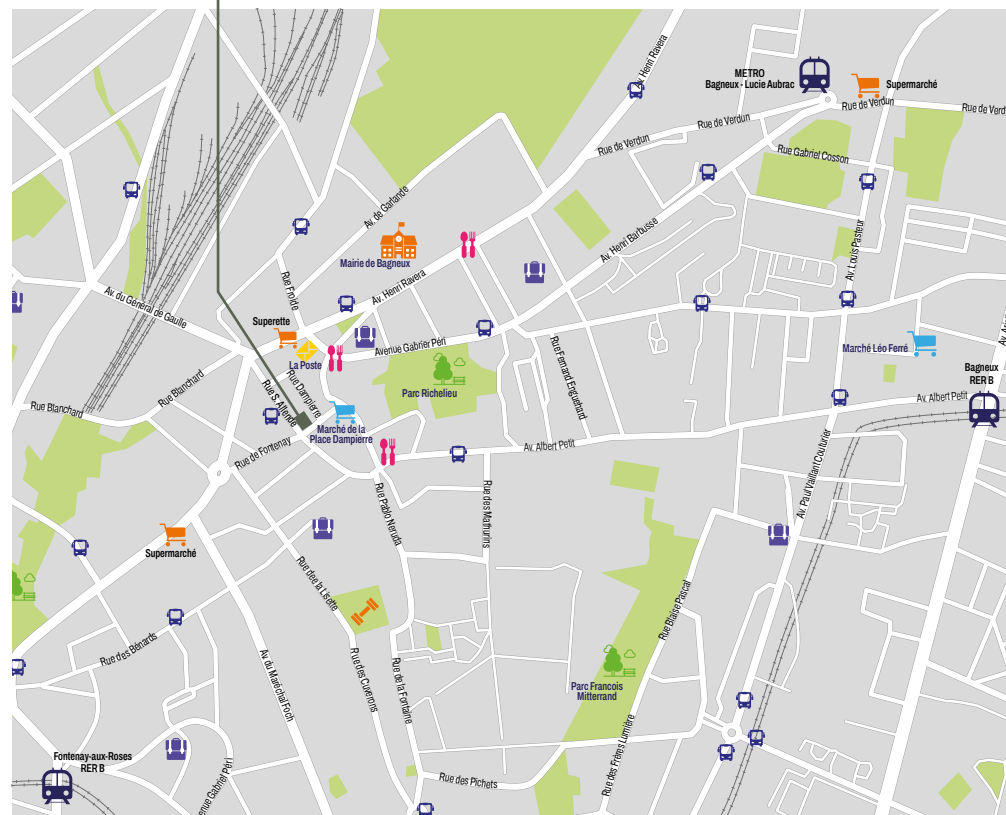 METRO
Bagneux - Lucie Aubrac
Supermarché
Av. Henri Ravera
Rue de Verdun
Rue de Verdun
Rue de Verdun
Rue de Verd
Rue Gabriel Cosson
Av. de Garlande
Av. Henri Barbusse
Av. Louis Pasteur
Mairie de Bagneux
Rue Froide
Av. Henri Ravera
Av. du Général de Gaulle
Superette
La Poste
Avenue Gabriel Péri
Rue Fernand Enguehard
Marché Léo Ferré
Bagneux
RER B
Rue Blanchard
Rue Blanchard
Rue Dampierre
Rue S. Allende
Parc Richelieu
Av. Albert Petit
Marché de la
Place Dampierre
Rue de Fontenay
Av. Albert Petit
Av. Paul Vaillant Couturier
Rue Pablo Neruda
Rue des Mathurins
Supermarché
Rue dee la Lisette
Rue Blaise Pascal
Rue des Bénards
Av. du Maréchal Foch
Rue des Cuverons
Rue de la Fontaine
Parc Francois
Mitterrand
Rue des Frères Lumière
Fontenay-aux-Roses
RER B
enue Gabriel Péri
Rue des Pichets